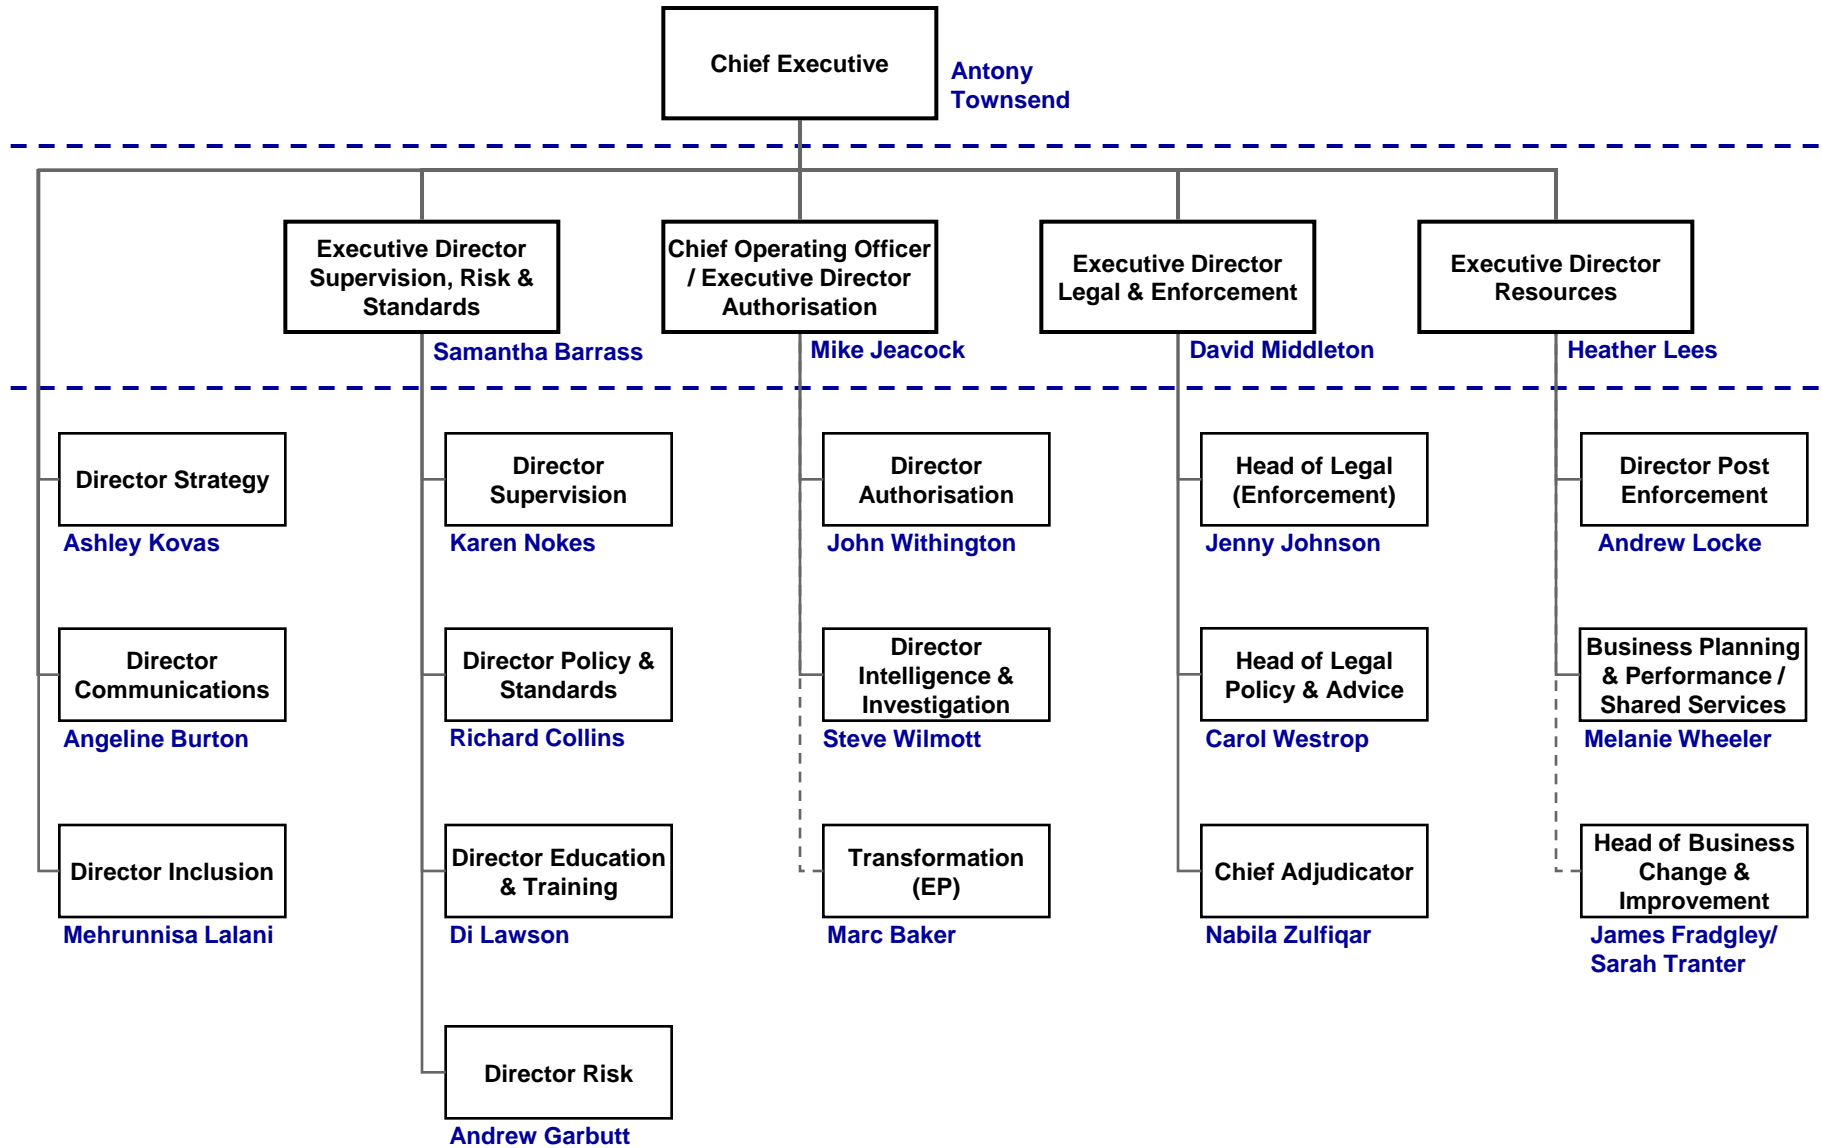 Chief Executive
Antony
Townsend
Executive Director
Supervision, Risk &
Standards
Samantha Barrass
Chief Operating Officer
/ Executive Director
Authorisation
Mike Jeacock
Executive Director
Legal & Enforcement
David Middleton
Executive Director
Resources
Heather Lees
Director Strategy
Ashley Kovas
Director
Supervision
Karen Nokes
Director
Authorisation
John Withington
Head of Legal
(Enforcement)
Jenny Johnson
Director Post
Enforcement
Andrew Locke
Director
Communications
Angeline Burton
Director Policy &
Standards
Richard Collins
Director
Intelligence &
Investigation
Steve Wilmott
Head of Legal
Policy & Advice
Carol Westrop
Business Planning
& Performance /
Shared Services
Melanie Wheeler
Director Inclusion
Mehrunnisa Lalani
Director Education
& Training
Di Lawson
Transformation
(EP)
Marc Baker
Chief Adjudicator
Nabila Zulfiqar
Head of Business
Change &
Improvement
James Fradgley/
Sarah Tranter
Director Risk
Andrew Garbutt